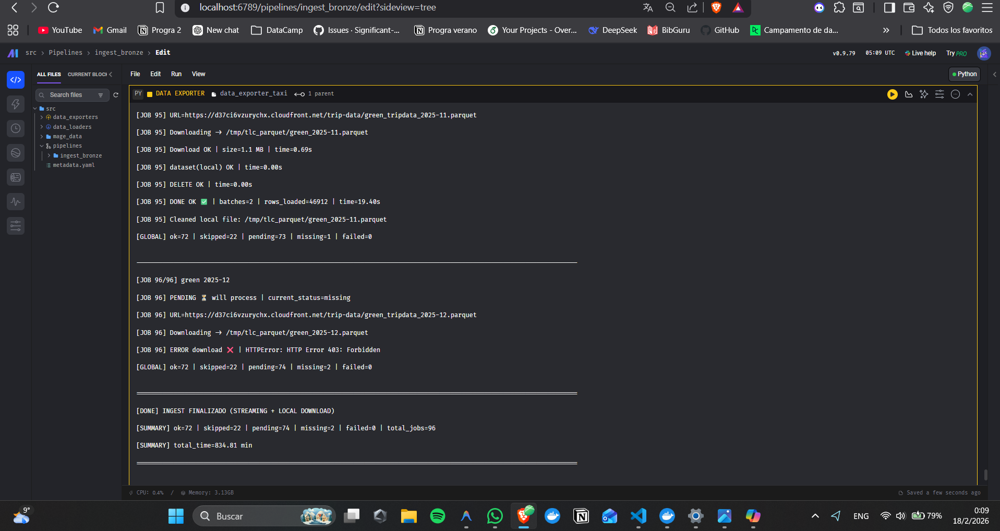 localhost:6789/pipelines/ingest_bronze/edit?sideview=tree
YouTube Gmail Progra 2 New chat DataCamp Issues · Significant-... Progra verano Your Projects - Over... DeepSeek BibGuru GitHub Campamento de da... » Todos los favoritos
src > Pipelines > ingest_bronze > Edit
v0.9.79 05:09 UTC Live help Try PRO
ALL FILES CURRENT BLOCK
File Edit Run View
Python
Search files
src
data_exporters
data_loaders
mage_data
pipelines
ingest_bronze
metadata.yaml
PY DATA EXPORTER data_exporter_taxi 1 parent
[JOB 95] URL=https://d37ci6vzurychx.cloudfront.net/trip-data/green_tripdata_2025-11.parquet
[JOB 95] Downloading → /tmp/tlc_parquet/green_2025-11.parquet
[JOB 95] Download OK | size=1.1 MB | time=0.69s
[JOB 95] dataset(local) OK | time=0.00s
[JOB 95] DELETE OK | time=0.00s
[JOB 95] DONE OK ✅ | batches=2 | rows_loaded=46912 | time=19.40s
[JOB 95] Cleaned local file: /tmp/tlc_parquet/green_2025-11.parquet
[GLOBAL] ok=72 | skipped=22 | pending=73 | missing=1 | failed=0
[JOB 96/96] green 2025-12
[JOB 96] PENDING ⏳ will process | current_status=missing
[JOB 96] URL=https://d37ci6vzurychx.cloudfront.net/trip-data/green_tripdata_2025-12.parquet
[JOB 96] Downloading → /tmp/tlc_parquet/green_2025-12.parquet
[JOB 96] ERROR download ❌ | HTTPError: HTTP Error 403: Forbidden
[GLOBAL] ok=72 | skipped=22 | pending=74 | missing=2 | failed=0
[DONE] INGEST FINALIZADO (STREAMING + LOCAL DOWNLOAD)
[SUMMARY] ok=72 | skipped=22 | pending=74 | missing=2 | failed=0 | total_jobs=96
[SUMMARY] total_time=834.81 min
CPU: 0.4% / Memory: 3.13GB
Saved a few seconds ago
9°
Buscar
ENG
79%
0:09
18/2/2026